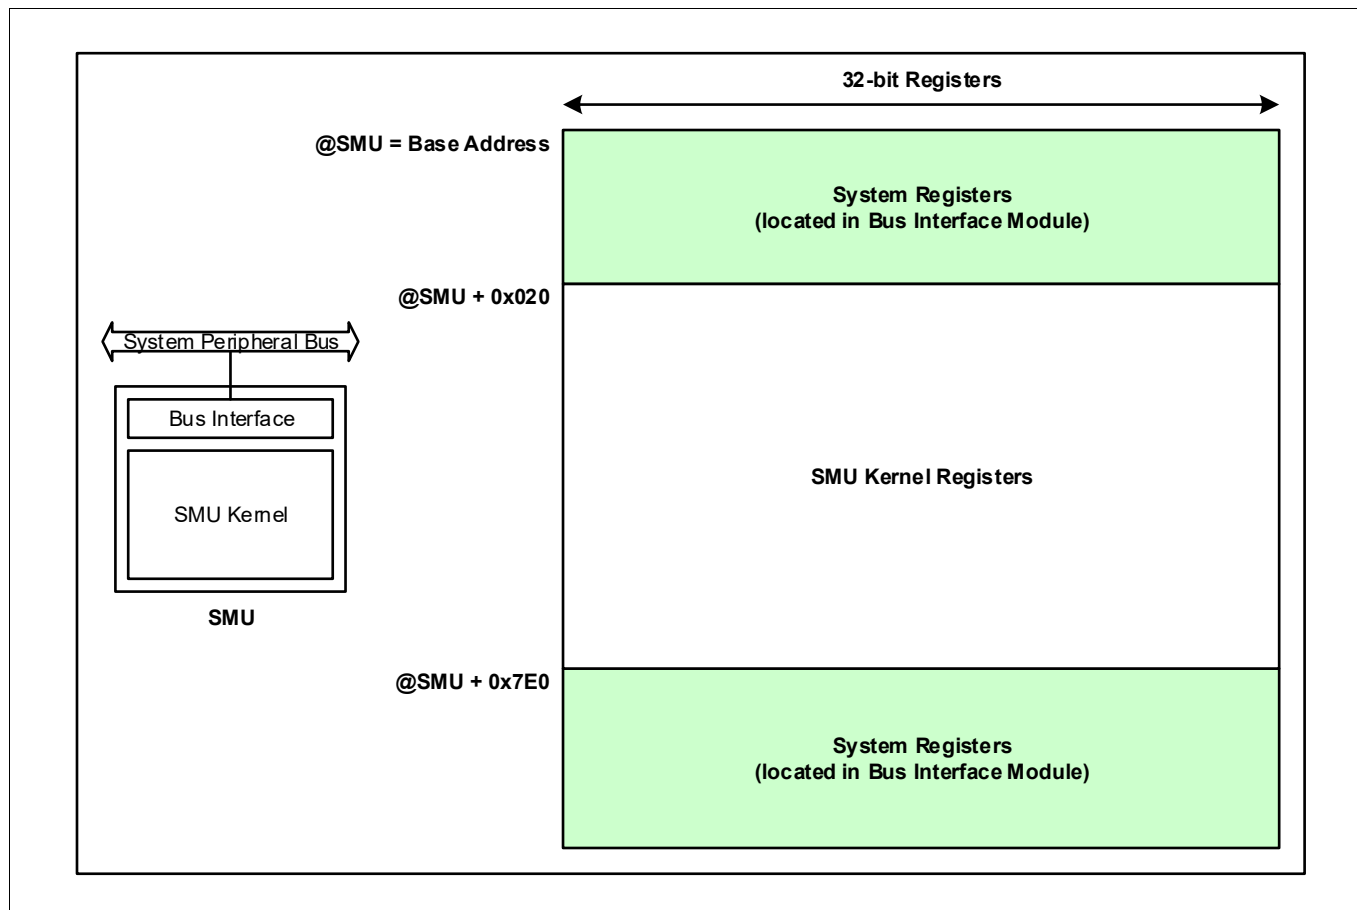 32-bit Registers
@SMU = Base Address
System Registers
(located in Bus Interface Module)
@SMU + 0x020
System Peripheral Bus
Bus Interface
SMU Kernel
SMU
SMU Kernel Registers
@SMU + 0x7E0
System Registers
(located in Bus Interface Module)